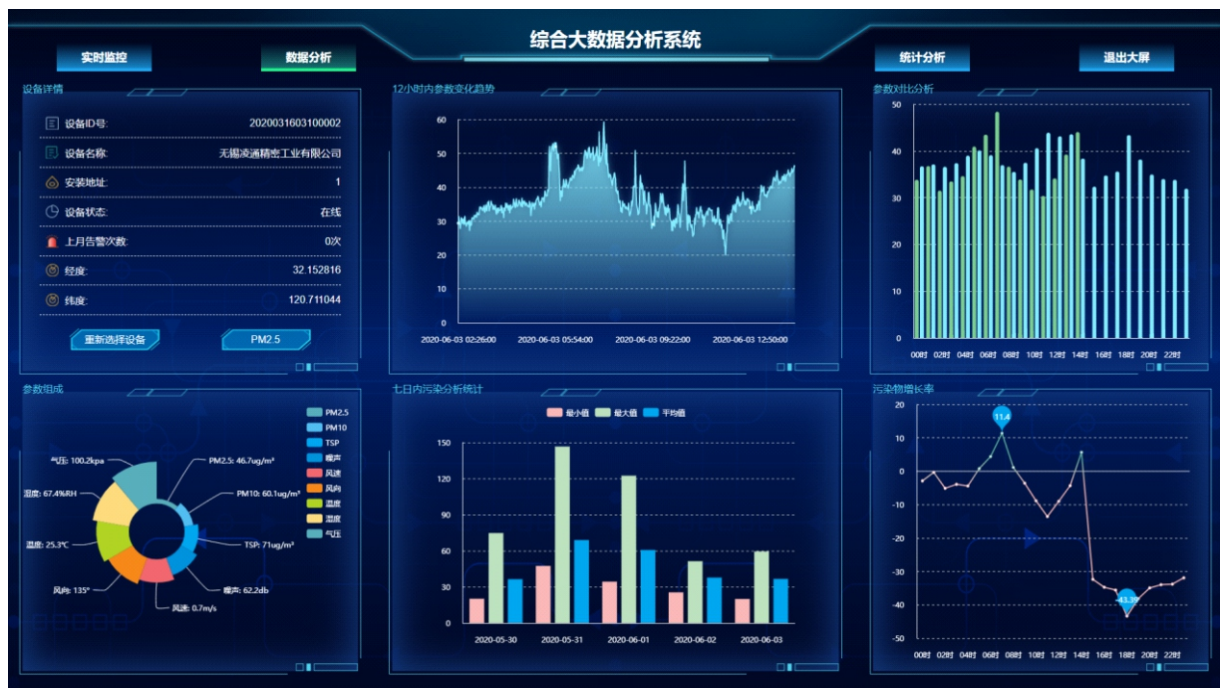 综合大数据分析系统
实时监控
数据分析
统计分析
退出大屏
设备详情
设备ID号: 2020031603100002
设备名称: 无锡凌通精密工业有限公司
安装地址: 1
设备状态: 在线
上月告警次数: 0次
经度: 32.152816
纬度: 120.711044
重新选择设备
PM2.5
12小时内参数变化趋势
60
50
40
30
20
10
0
2020-06-03 02:26:00 2020-06-03 05:54:00 2020-06-03 09:22:00 2020-06-03 12:50:00
参数对比分析
50
40
30
20
10
0
00时 02时 04时 06时 08时 10时 12时 14时 16时 18时 20时 22时
参数组成
PM2.5
PM10
TSP
噪声
风速
风向
温度
湿度
气压
气压: 100.2kpa
PM2.5: 46.7ug/m³
湿度: 67.4%RH
PM10: 60.1ug/m³
温度: 25.3℃
TSP: 71ug/m³
风向: 135°
噪声: 62.2db
风速: 0.7m/s
七日内污染分析统计
最小值 最大值 平均值
150
120
90
60
30
0
2020-05-30 2020-05-31 2020-06-01 2020-06-02 2020-06-03
污染物增长率
20
10
0
-10
-20
-30
-40
-50
11.4
-43.39
00时 02时 04时 06时 08时 10时 12时 14时 16时 18时 20时 22时